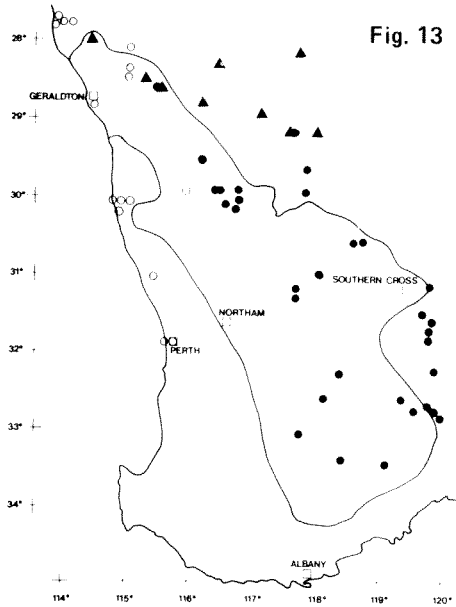 Fig. 13
28°
GERALDTON
29°
30°
31°
SOUTHERN CROSS
NORTHAM
32°
PERTH
33°
34°
ALBANY
114° 115° 116° 117° 118° 119° 120°